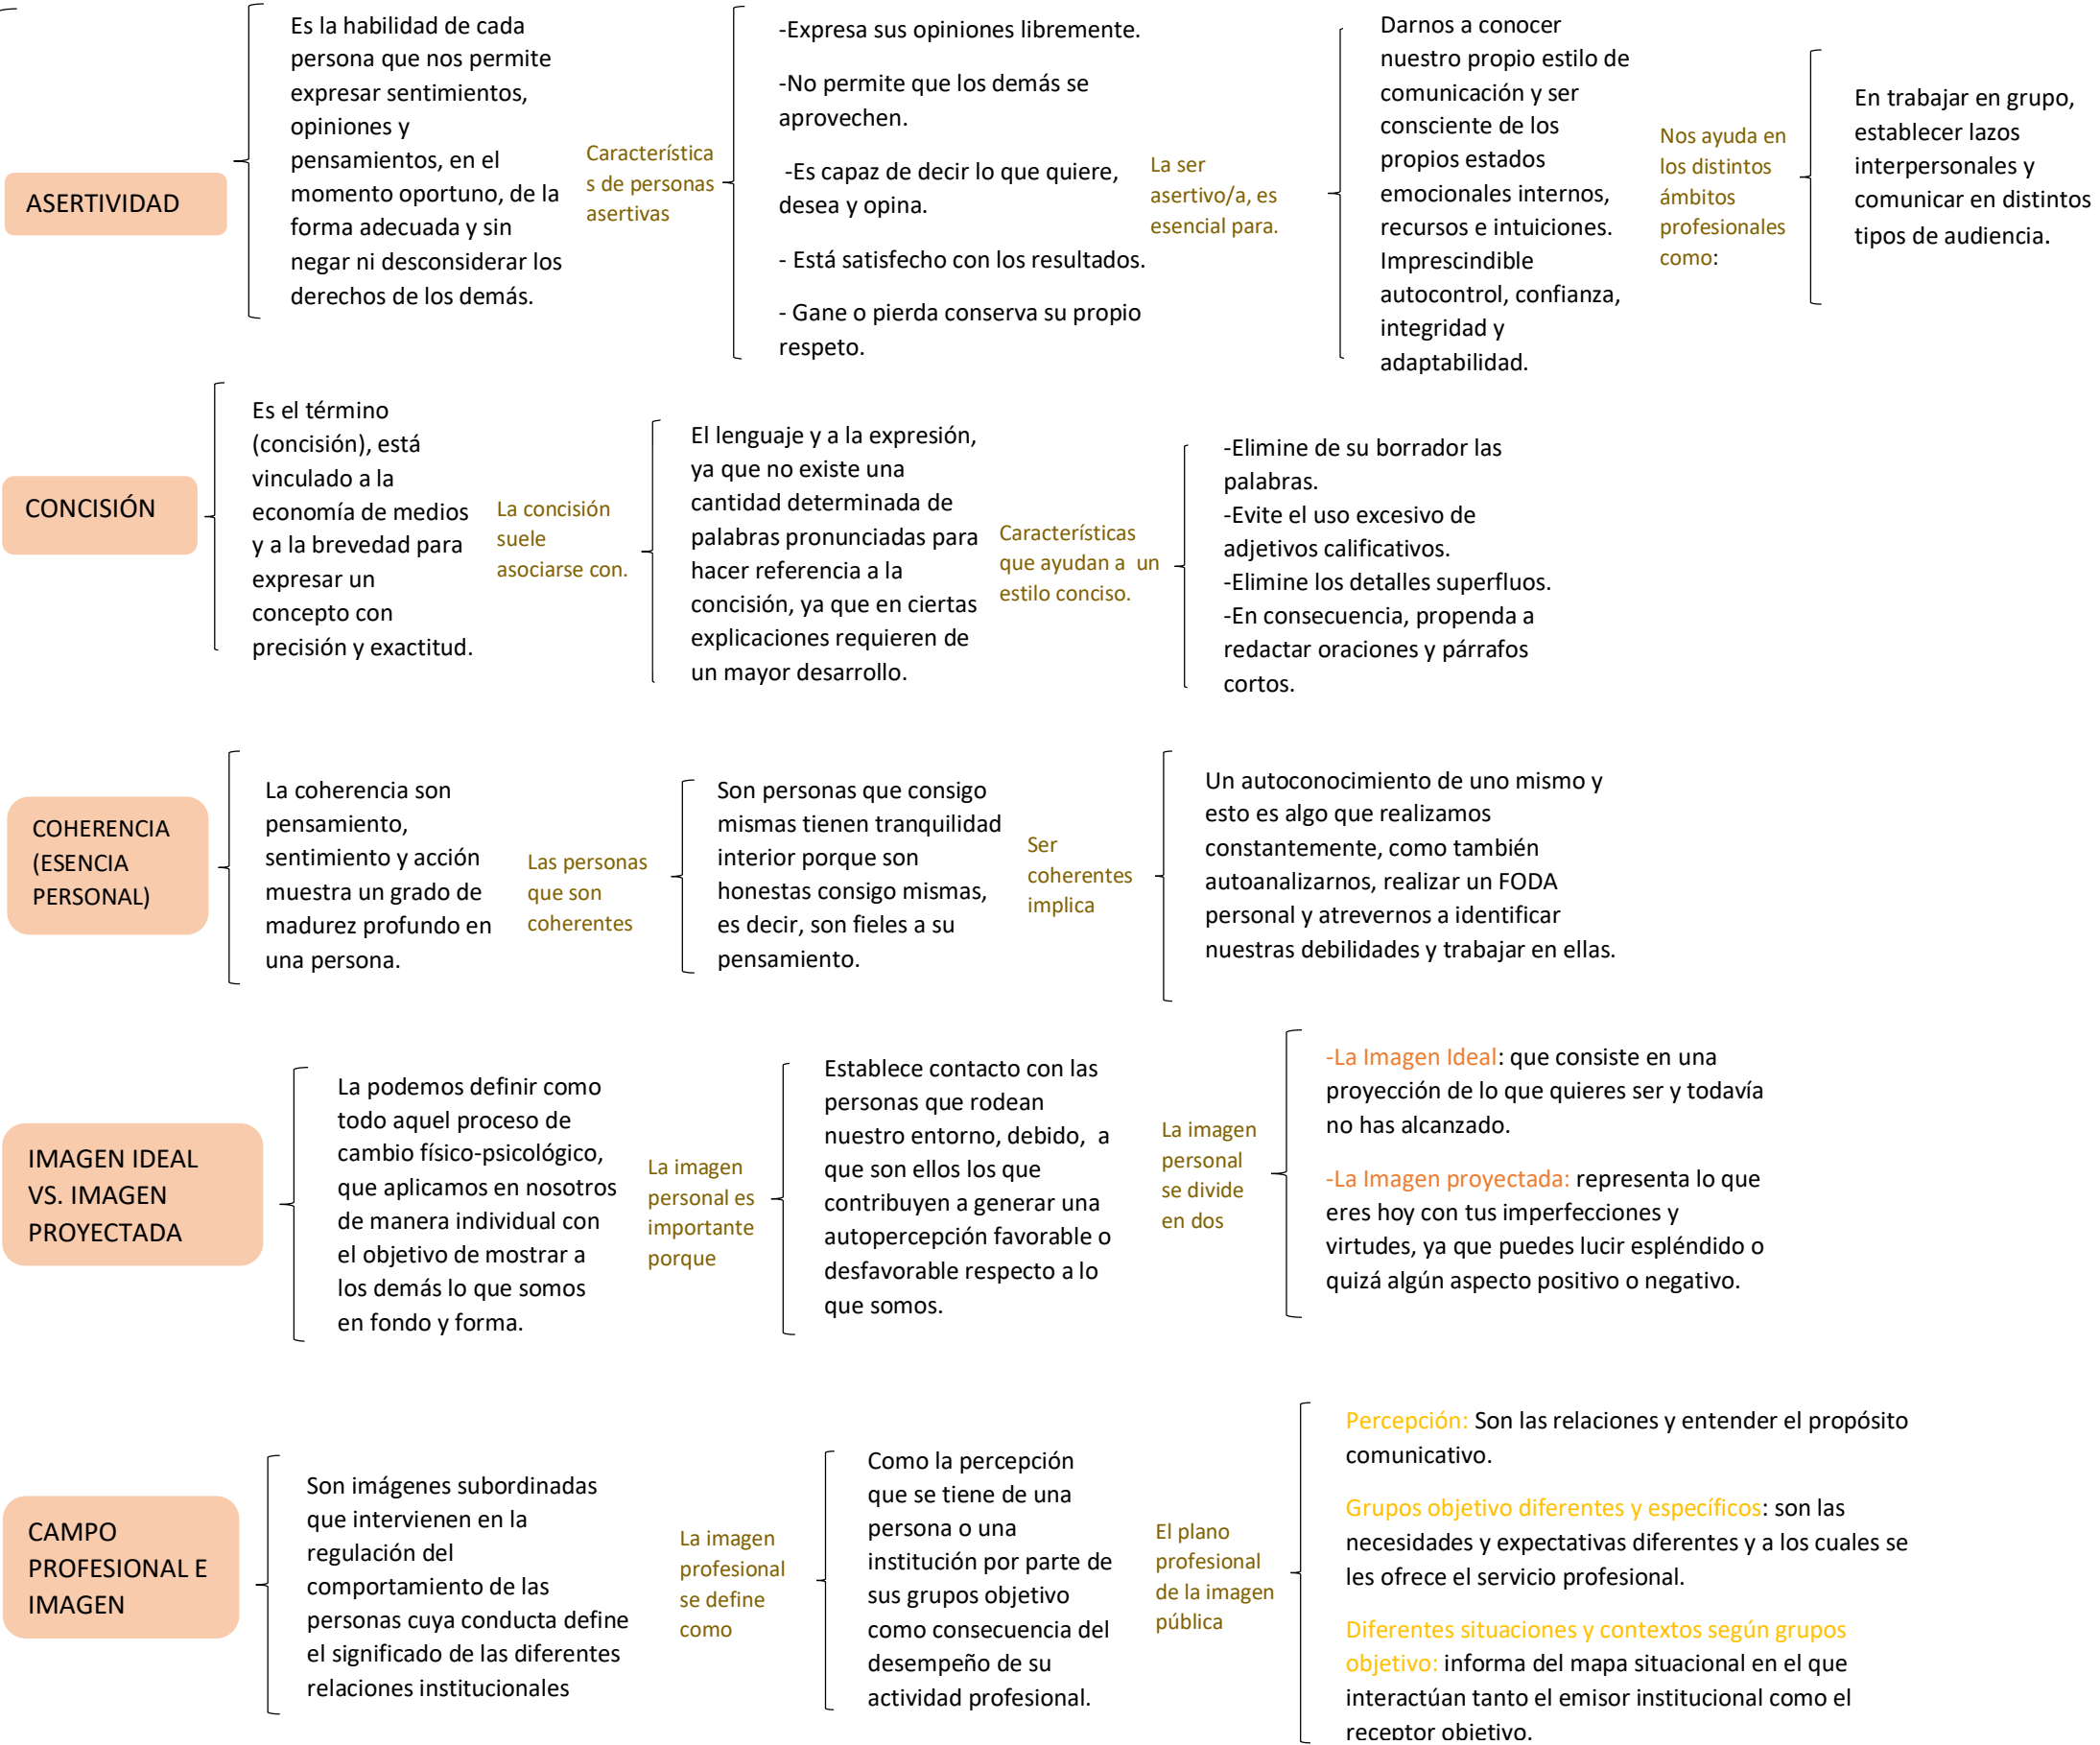 ASERTIVIDAD
Es la habilidad de cada
persona que nos permite
expresar sentimientos,
opiniones y
pensamientos, en el
momento oportuno, de la
forma adecuada y sin
negar ni desconsiderar los
derechos de los demás.
Característica
s de personas
asertivas
-Expresa sus opiniones libremente.
-No permite que los demás se
aprovechen.
-Es capaz de decir lo que quiere,
desea y opina.
- Está satisfecho con los resultados.
- Gane o pierda conserva su propio
respeto.
La ser
asertivo/a, es
esencial para.
Darnos a conocer
nuestro propio estilo de
comunicación y ser
consciente de los
propios estados
emocionales internos,
recursos e intuiciones.
Imprescindible
autocontrol, confianza,
integridad y
adaptabilidad.
Nos ayuda en
los distintos
ámbitos
profesionales
como:
En trabajar en grupo,
establecer lazos
interpersonales y
comunicar en distintos
tipos de audiencia.
CONCISIÓN
Es el término
(concisión), está
vinculado a la
economía de medios
y a la brevedad para
expresar un
concepto con
precisión y exactitud.
La concisión
suele
asociarse con.
El lenguaje y a la expresión,
ya que no existe una
cantidad determinada de
palabras pronunciadas para
hacer referencia a la
concisión, ya que en ciertas
explicaciones requieren de
un mayor desarrollo.
Características
que ayudan a un
estilo conciso.
-Elimine de su borrador las
palabras.
-Evite el uso excesivo de
adjetivos calificativos.
-Elimine los detalles superfluos.
-En consecuencia, propenda a
redactar oraciones y párrafos
cortos.
COHERENCIA
(ESENCIA
PERSONAL)
La coherencia son
pensamiento,
sentimiento y acción
muestra un grado de
madurez profundo en
una persona.
Las personas
que son
coherentes
Son personas que consigo
mismas tienen tranquilidad
interior porque son
honestas consigo mismas,
es decir, son fieles a su
pensamiento.
Ser
coherentes
implica
Un autoconocimiento de uno mismo y
esto es algo que realizamos
constantemente, como también
autoanalizarnos, realizar un FODA
personal y atrevernos a identificar
nuestras debilidades y trabajar en ellas.
IMAGEN IDEAL
VS. IMAGEN
PROYECTADA
La podemos definir como
todo aquel proceso de
cambio físico-psicológico,
que aplicamos en nosotros
de manera individual con
el objetivo de mostrar a
los demás lo que somos
en fondo y forma.
La imagen
personal es
importante
porque
Establece contacto con las
personas que rodean
nuestro entorno, debido, a
que son ellos los que
contribuyen a generar una
autopercepción favorable o
desfavorable respecto a lo
que somos.
La imagen
personal
se divide
en dos
-La Imagen Ideal: que consiste en una
proyección de lo que quieres ser y todavía
no has alcanzado.
-La Imagen proyectada: representa lo que
eres hoy con tus imperfecciones y
virtudes, ya que puedes lucir espléndido o
quizá algún aspecto positivo o negativo.
CAMPO
PROFESIONAL E
IMAGEN
Son imágenes subordinadas
que intervienen en la
regulación del
comportamiento de las
personas cuya conducta define
el significado de las diferentes
relaciones institucionales
La imagen
profesional
se define
como
Como la percepción
que se tiene de una
persona o una
institución por parte de
sus grupos objetivo
como consecuencia del
desempeño de su
actividad profesional.
El plano
profesional
de la imagen
pública
Percepción: Son las relaciones y entender el propósito
comunicativo.
Grupos objetivo diferentes y específicos: son las
necesidades y expectativas diferentes y a los cuales se
les ofrece el servicio profesional.
Diferentes situaciones y contextos según grupos
objetivo: informa del mapa situacional en el que
interactúan tanto el emisor institucional como el
receptor objetivo.